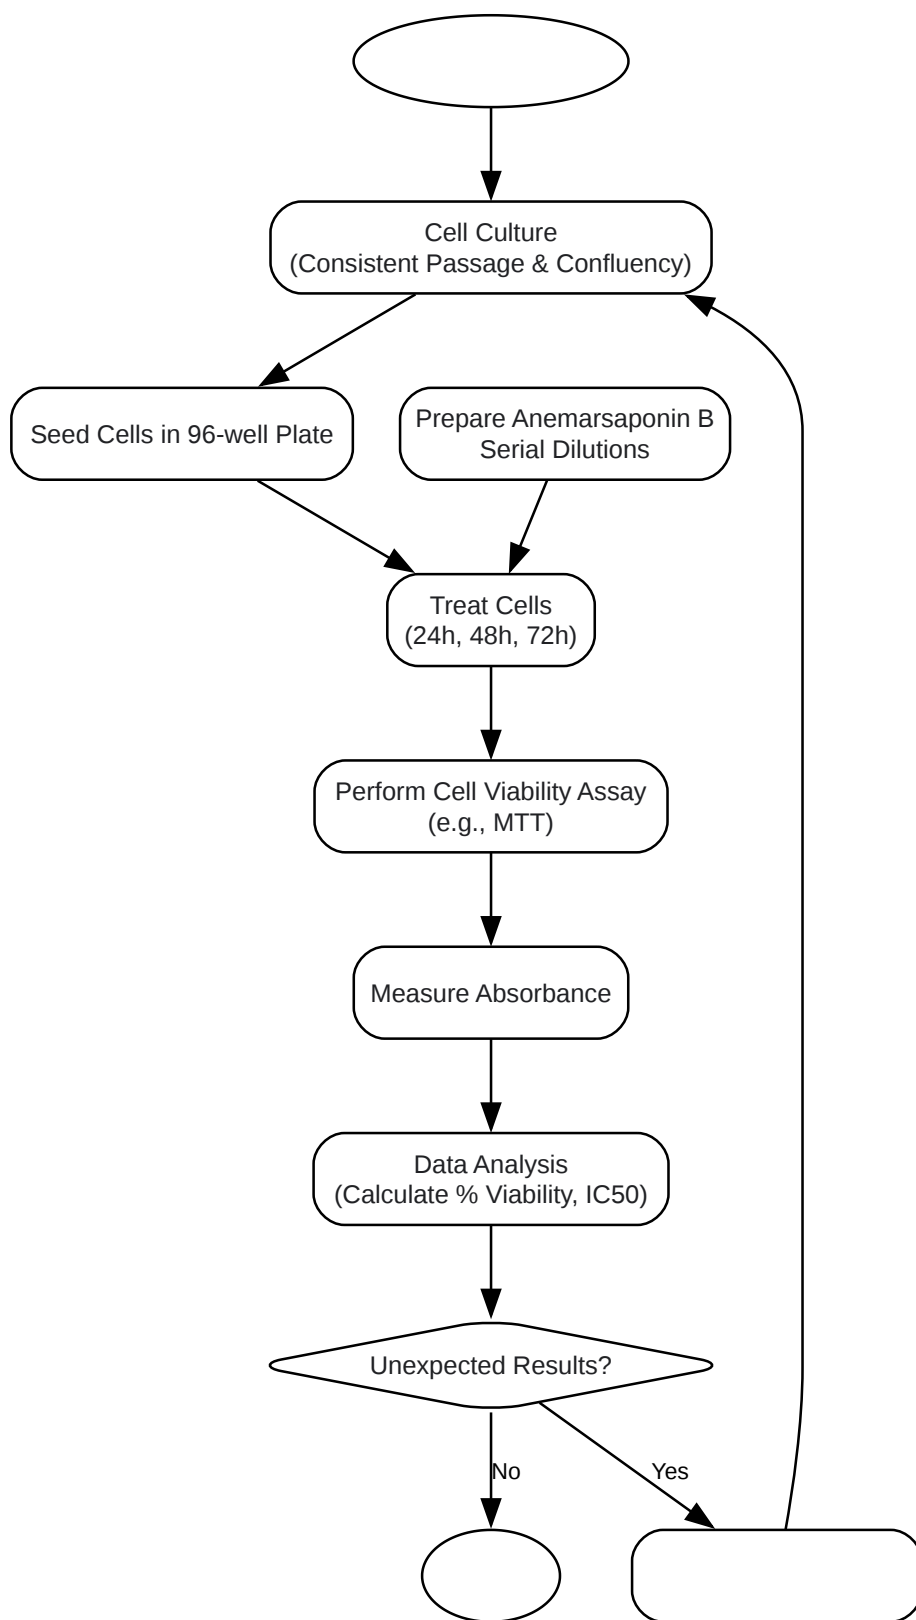 Cell Culture
(Consistent Passage & Confluency)
Seed Cells in 96-well Plate
Prepare Anemarsaponin B
Serial Dilutions
Treat Cells
(24h, 48h, 72h)
Perform Cell Viability Assay
(e.g., MTT)
Measure Absorbance
Data Analysis
(Calculate % Viability, IC50)
Unexpected Results?
No
Yes